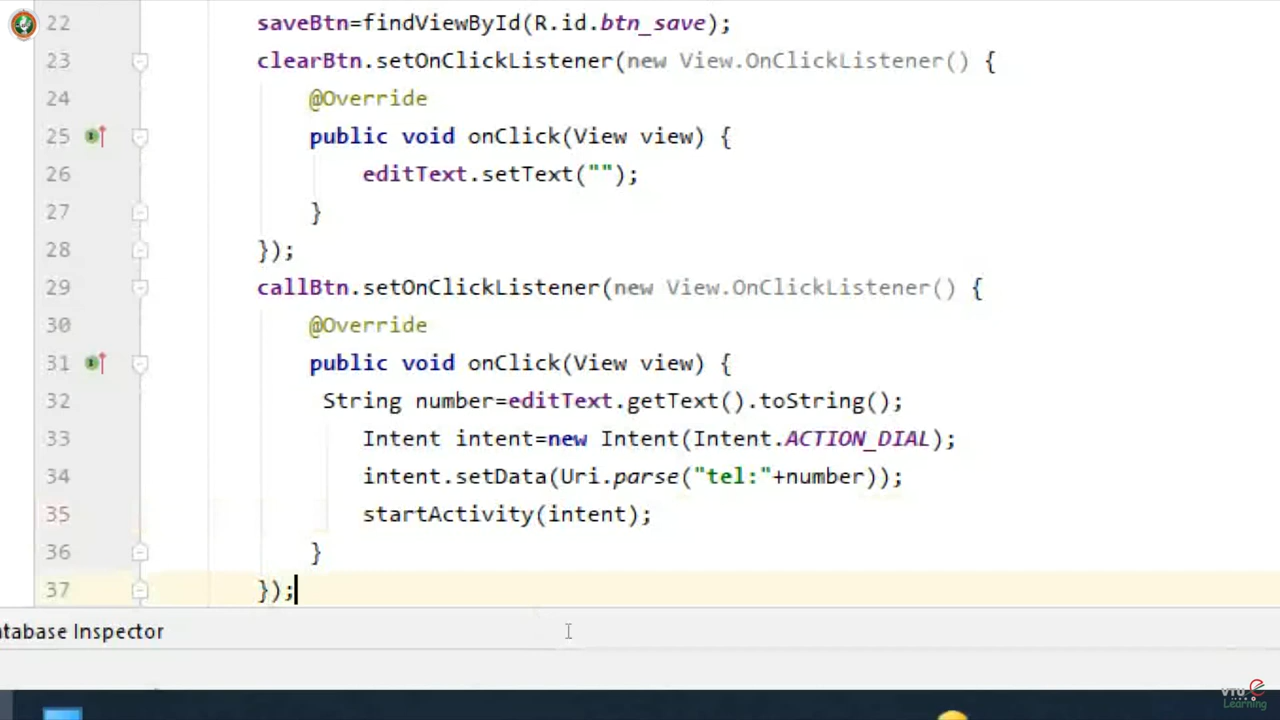 22 saveBtn=findViewById(R.id.btn_save);
23 clearBtn.setOnClickListener(new View.OnClickListener() {
24 @Override
25 public void onClick(View view) {
26 editText.setText("");
27 }
28 });
29 callBtn.setOnClickListener(new View.OnClickListener() {
30 @Override
31 public void onClick(View view) {
32 String number=editText.getText().toString();
33 Intent intent=new Intent(Intent.ACTION_DIAL);
34 intent.setData(Uri.parse("tel:"+number));
35 startActivity(intent);
36 }
37 });
atabase Inspector
VTU e
Learning